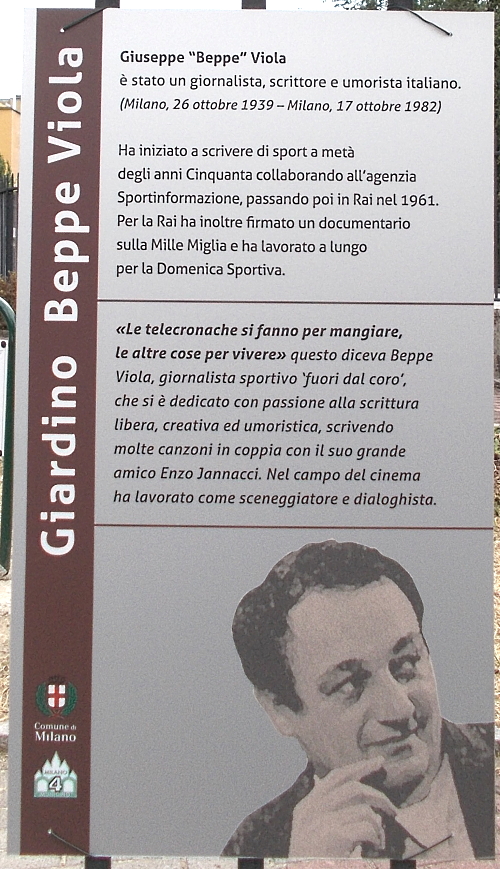 Giardino Beppe Viola
Giuseppe "Beppe" Viola
è stato un giornalista, scrittore e umorista italiano.
(Milano, 26 ottobre 1939 – Milano, 17 ottobre 1982)
Ha iniziato a scrivere di sport a metà
degli anni Cinquanta collaborando all'agenzia
Sportinformazione, passando poi in Rai nel 1961.
Per la Rai ha inoltre firmato un documentario
sulla Mille Miglia e ha lavorato a lungo
per la Domenica Sportiva.
«Le telecronache si fanno per mangiare,
le altre cose per vivere» questo diceva Beppe
Viola, giornalista sportivo 'fuori dal coro',
che si è dedicato con passione alla scrittura
libera, creativa ed umoristica, scrivendo
molte canzoni in coppia con il suo grande
amico Enzo Jannacci. Nel campo del cinema
ha lavorato come sceneggiatore e dialoghista.
Comune di
Milano
MILANO
4